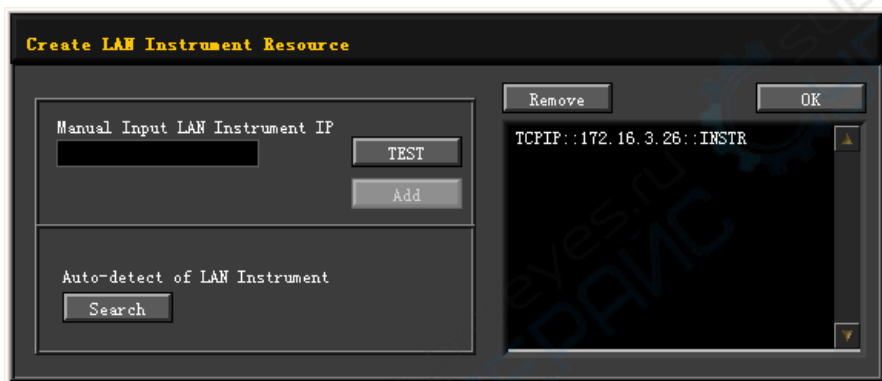 Create LAN Instrument Resource
Manual Input LAN Instrument IP
TEST
Add
Auto-detect of LAN Instrument
Search
Remove
OK
TCPIP::172.16.3.26::INSTR